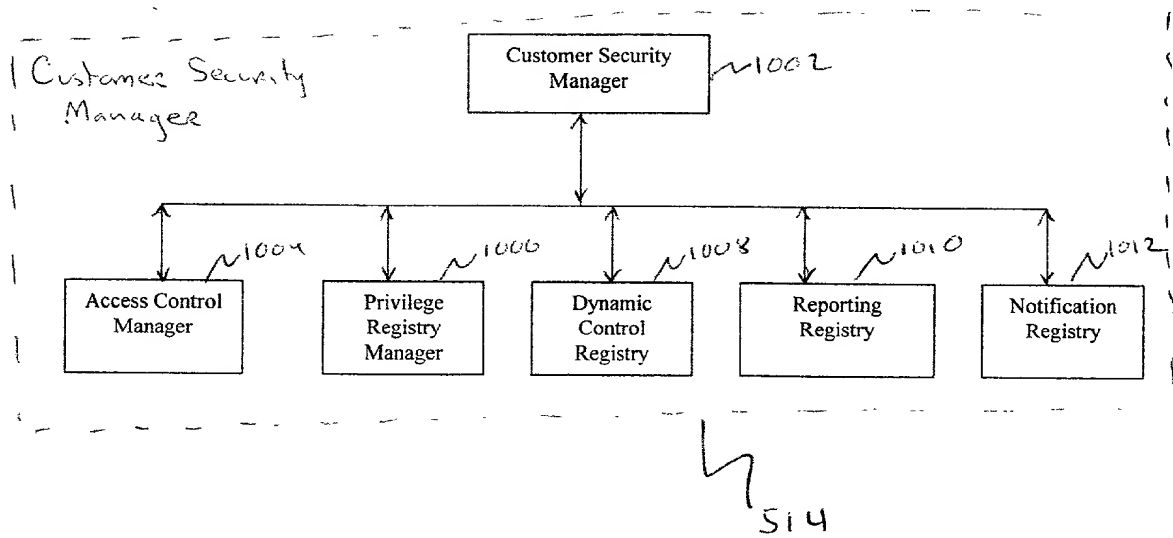 Customer Security
Manager
Customer Security
Manager
1002
1004
1006
1008
1010
1012
Access Control
Manager
Privilege
Registry
Manager
Dynamic
Control
Registry
Reporting
Registry
Notification
Registry
514